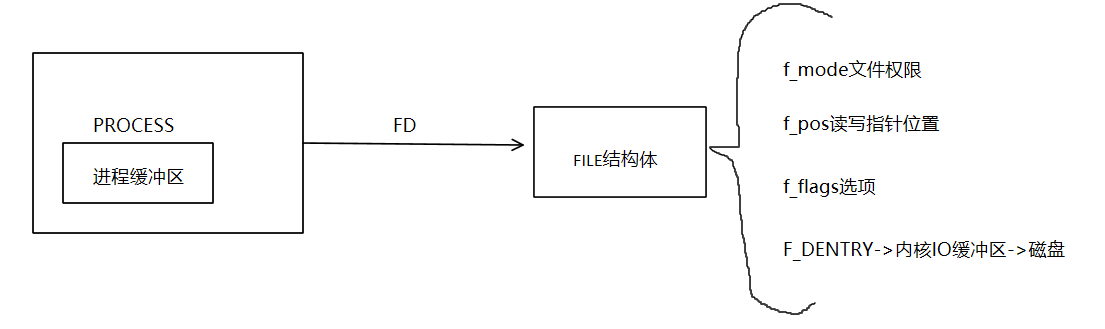 PROCESS
进程缓冲区
FD
FILE结构体
f_mode文件权限
f_pos读写指针位置
f_flags选项
F_DENTRY->内核IO缓冲区->磁盘